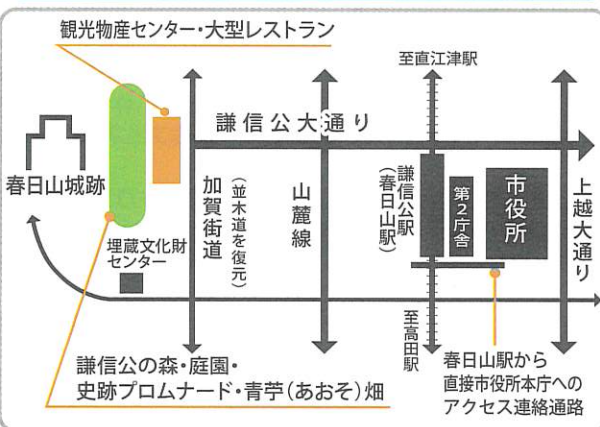 観光物産センター・大型レストラン
至直江津駅
謙信公大通り
春日山城跡
加賀街道
（並木道を復元）
山麓線
謙信公駅
（春日山駅）
第2庁舎
市役所
上越大通り
埋蔵文化財
センター
至高田駅
謙信公の森・庭園・
史跡プロムナード・青苧（あおそ）畑
春日山駅から
直接市役所本庁への
アクセス連絡通路